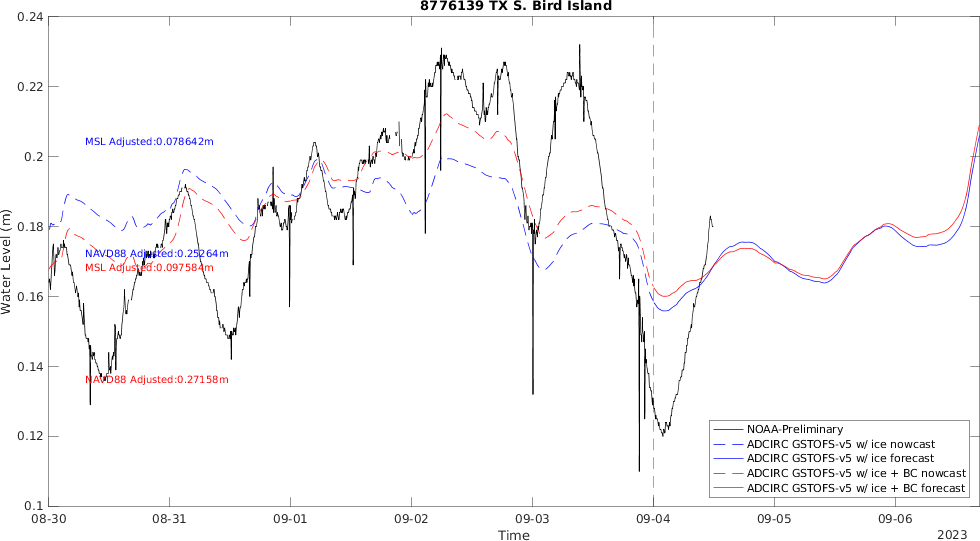 8776139 TX S. Bird Island
0.24
0.22
0.2
0.18
0.16
0.14
0.12
0.1
Water Level (m)
MSL Adjusted:0.078642m
NAVD88 Adjusted:0.25264m
MSL Adjusted:0.097584m
NAVD88 Adjusted:0.27158m
NOAA-Preliminary
ADCIRC GSTOFS-v5 w/ ice nowcast
ADCIRC GSTOFS-v5 w/ ice forecast
ADCIRC GSTOFS-v5 w/ ice + BC nowcast
ADCIRC GSTOFS-v5 w/ ice + BC forecast
08-30 08-31 09-01 09-02 09-03 09-04 09-05 09-06
Time
2023